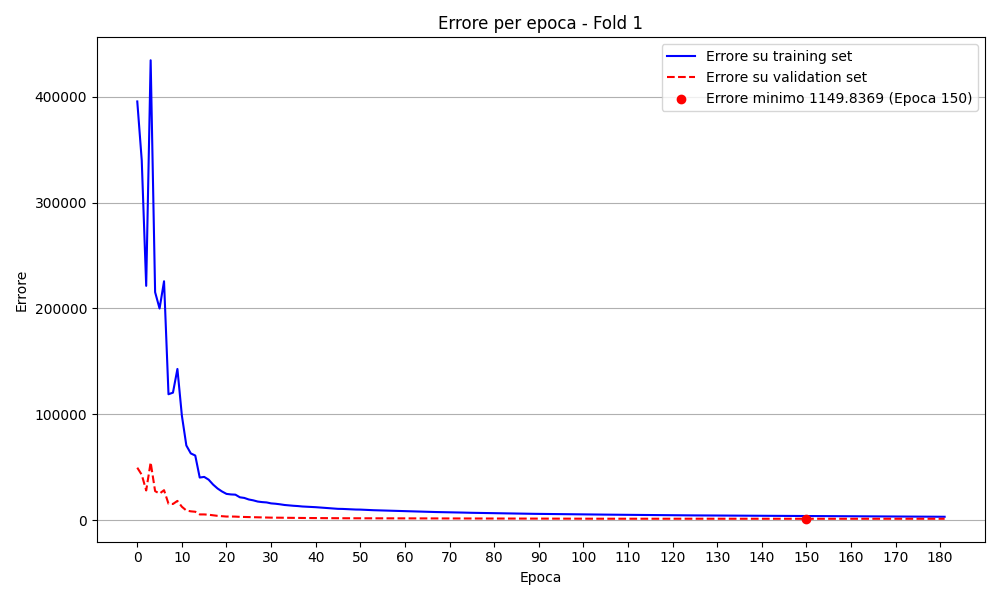 Errore per epoca - Fold 1
Errore su training set
Errore su validation set
Errore minimo 1149.8369 (Epoca 150)
400000
300000
200000
100000
0
Errore
0 10 20 30 40 50 60 70 80 90 100 110 120 130 140 150 160 170 180
Epoca